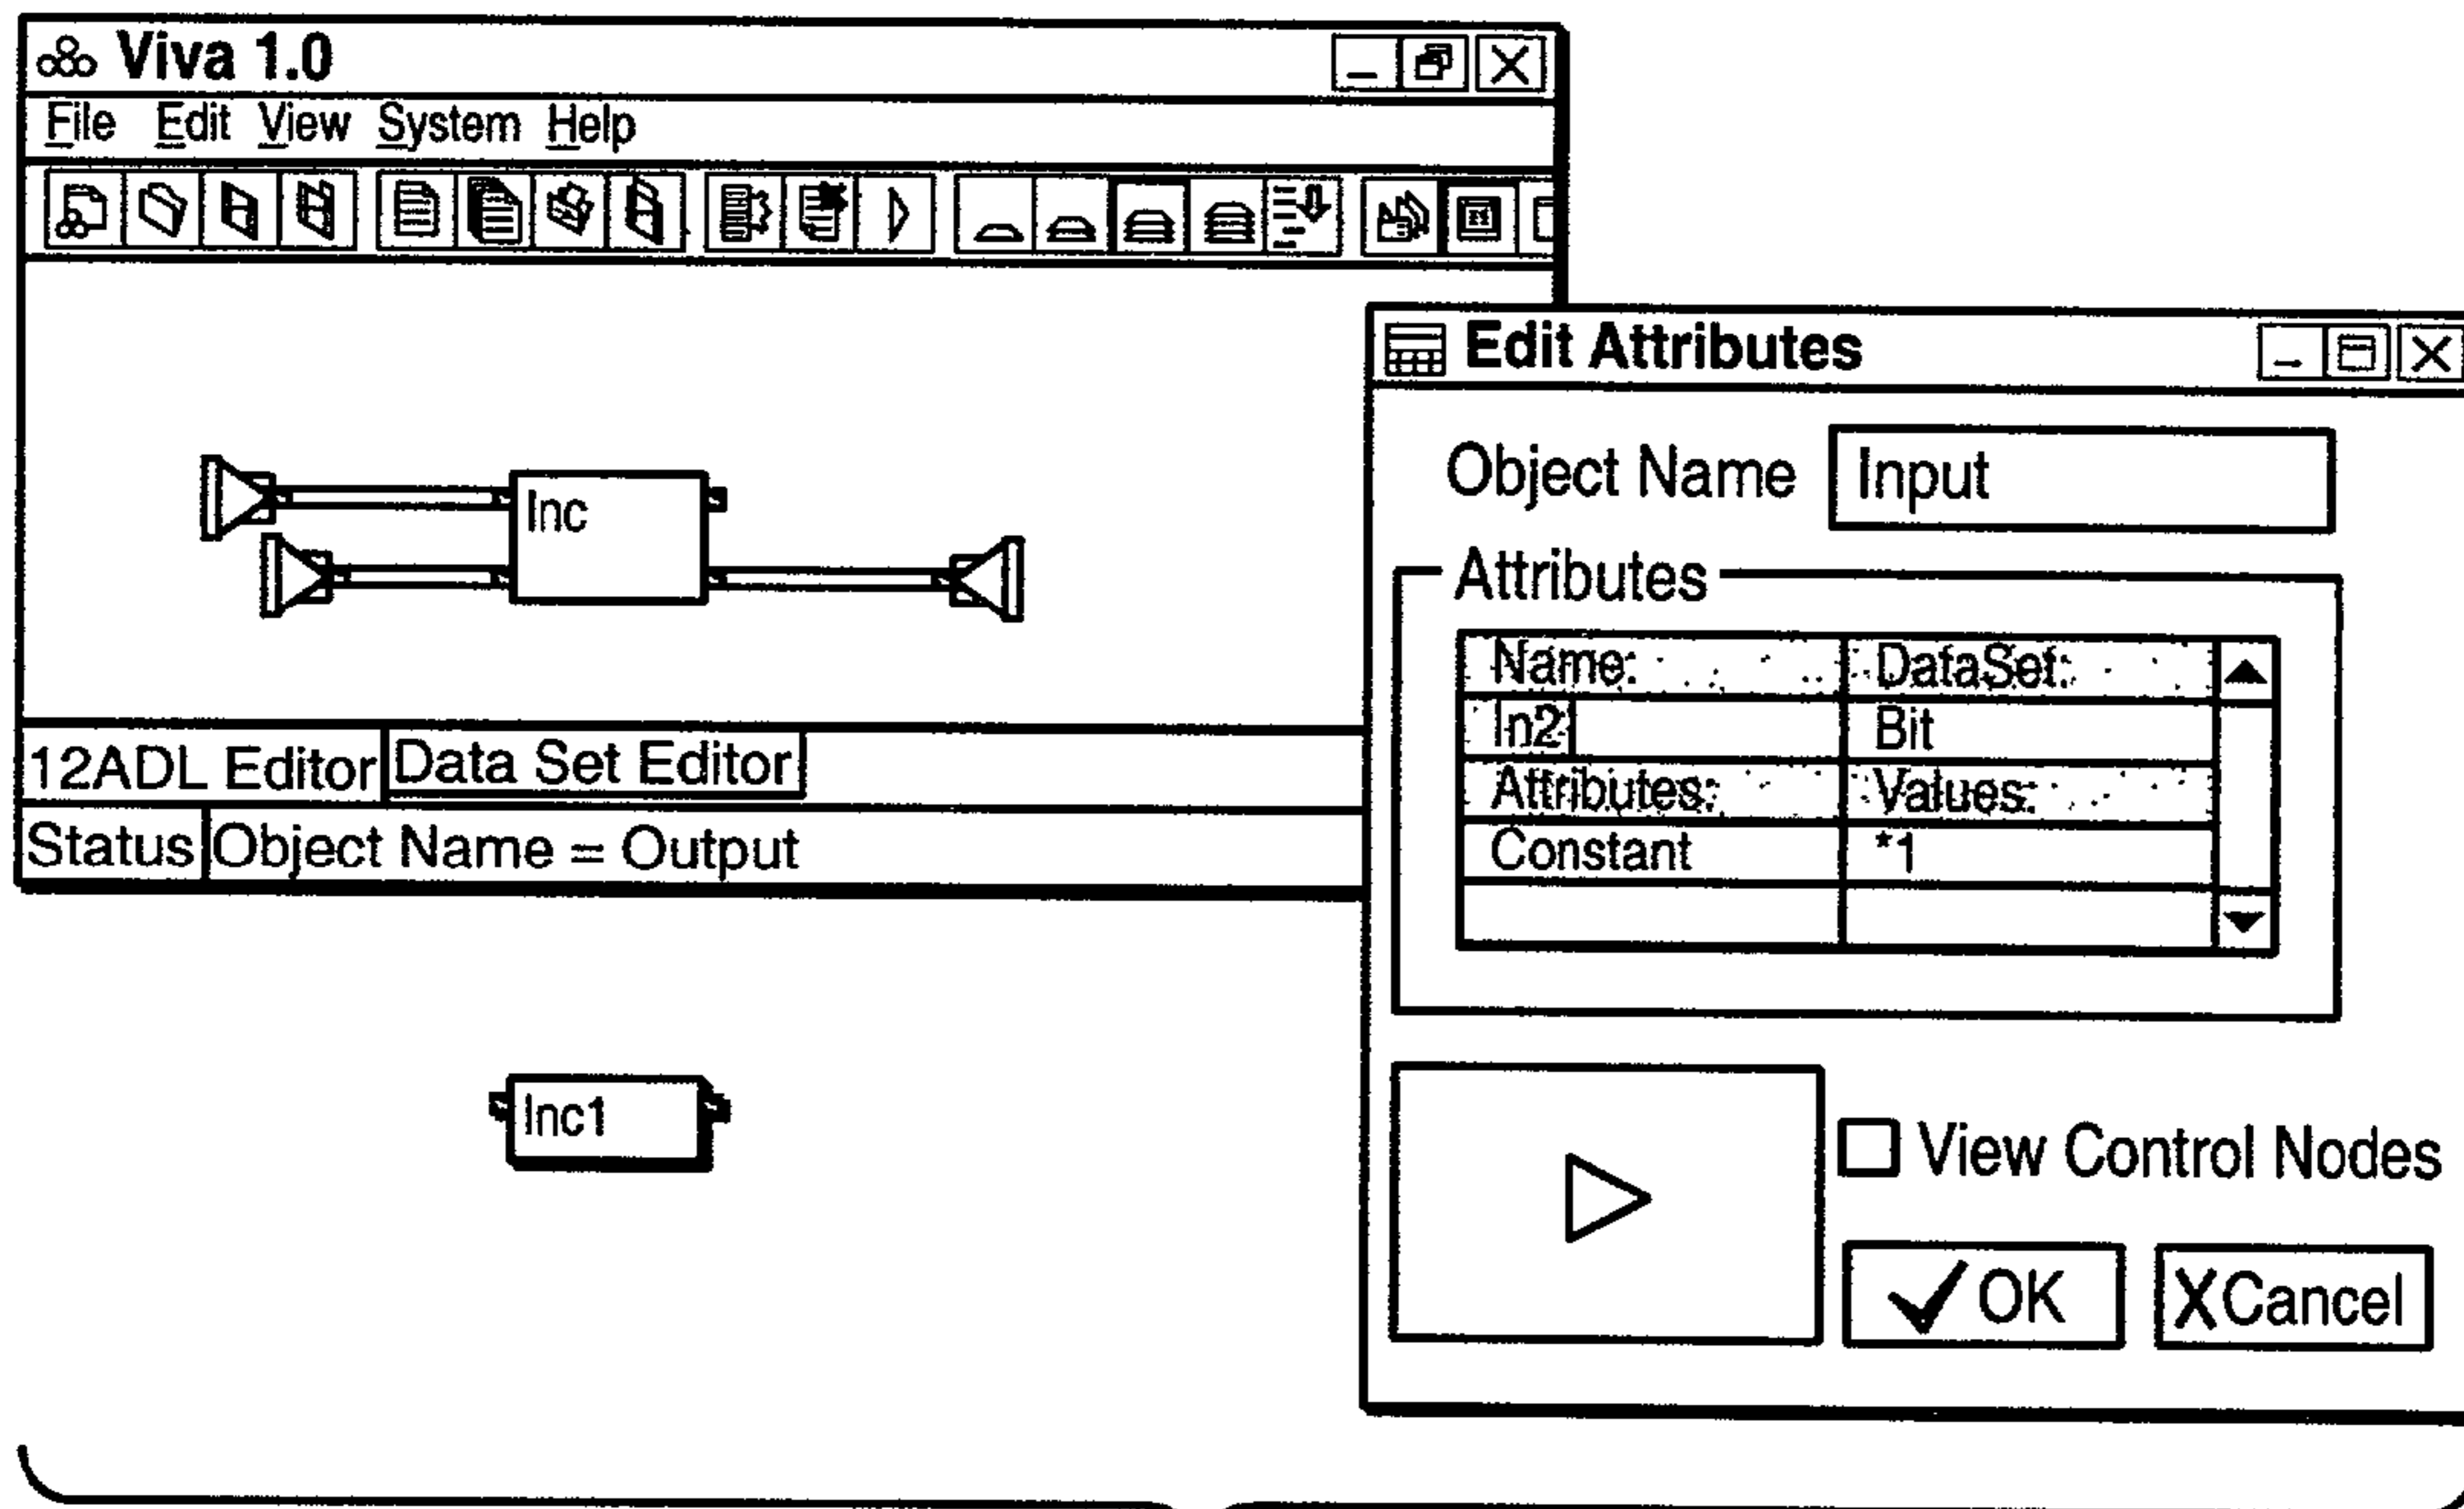 Viva 1.0
File Edit View System Help
Inc
12ADL Editor Data Set Editor
Status Object Name = Output
Inc1
Edit Attributes
Object Name Input
Attributes
Name: DataSet:
In2 Bit
Attributes: Values:
Constant *1
View Control Nodes
OK XCancel